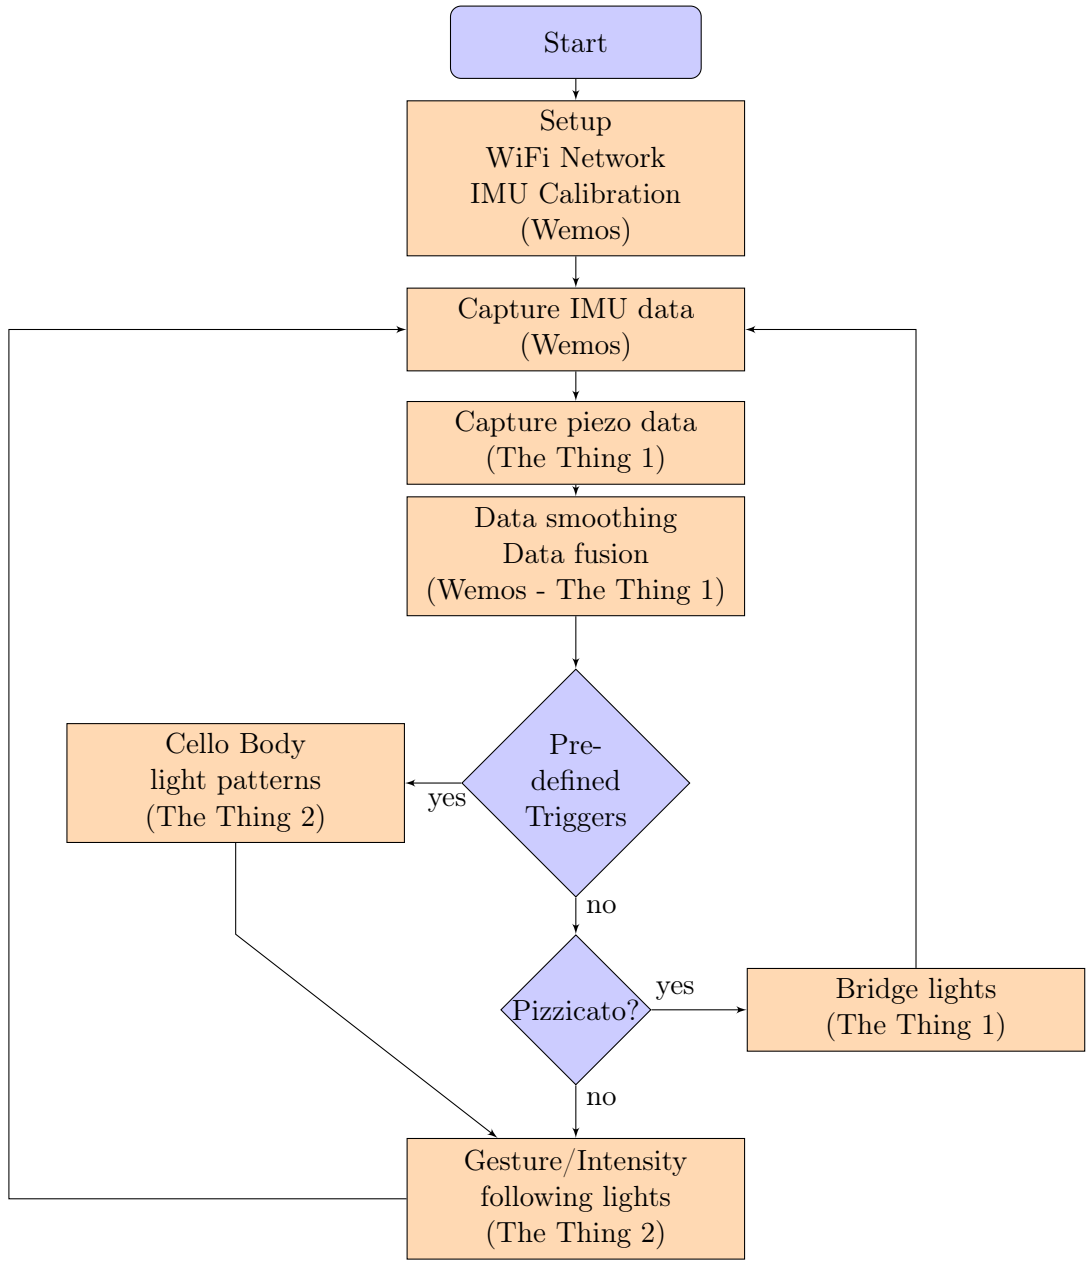 Start
Setup
WiFi Network
IMU Calibration
(Wemos)
Capture IMU data
(Wemos)
Capture piezo data
(The Thing 1)
Data smoothing
Data fusion
(Wemos - The Thing 1)
Pre-
defined
Triggers
yes
Cello Body
light patterns
(The Thing 2)
no
Pizzicato?
yes
Bridge lights
(The Thing 1)
no
Gesture/Intensity
following lights
(The Thing 2)